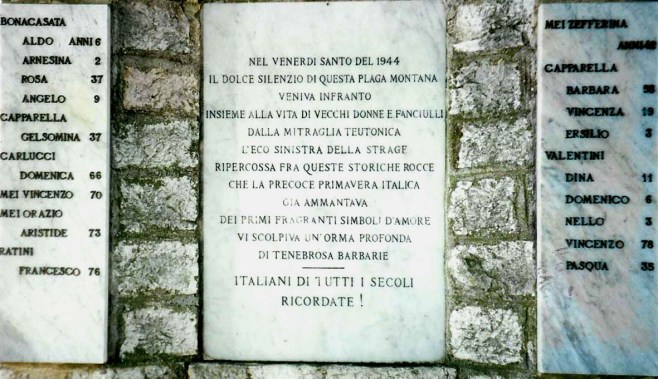 BONACASATA
ALDO ANNI 6
ARNESINA 2
ROSA 37
ANGELO 9
CAPPARELLA
GELSOMINA 37
CARLUCCI
DOMENICA 66
MEI VINCENZO 70
MEI ORAZIO
ARISTIDE 73
RATINI
FRANCESCO 76
NEL VENERDI SANTO DEL 1944
IL DOLCE SILENZIO DI QUESTA PLAGA MONTANA
VENIVA INFRANTO
INSIEME ALLA VITA DI VECCHI DONNE E FANCIULLI
DALLA MITRAGLIA TEUTONICA
L'ECO SINISTRA DELLA STRAGE
RIPERCOSSA FRA QUESTE STORICHE ROCCE
CHE LA PRECOCE PRIMAVERA ITALICA
GIA AMMANTAVA
DEI PRIMI FRAGRANTI SIMBOLI D'AMORE
VI SCOLPIVA UN'ORMA PROFONDA
DI TENEBROSA BARBARIE
ITALIANI DI TUTTI I SECOLI
RICORDATE !
MEI ZEFFERINA
ANNI
CAPPARELLA
BARBARA
VINCENZA 19
ERSILIO 3
VALENTINI
DINA 11
DOMENICO 6
NELLO 3
VINCENZO 78
PASQUA 35